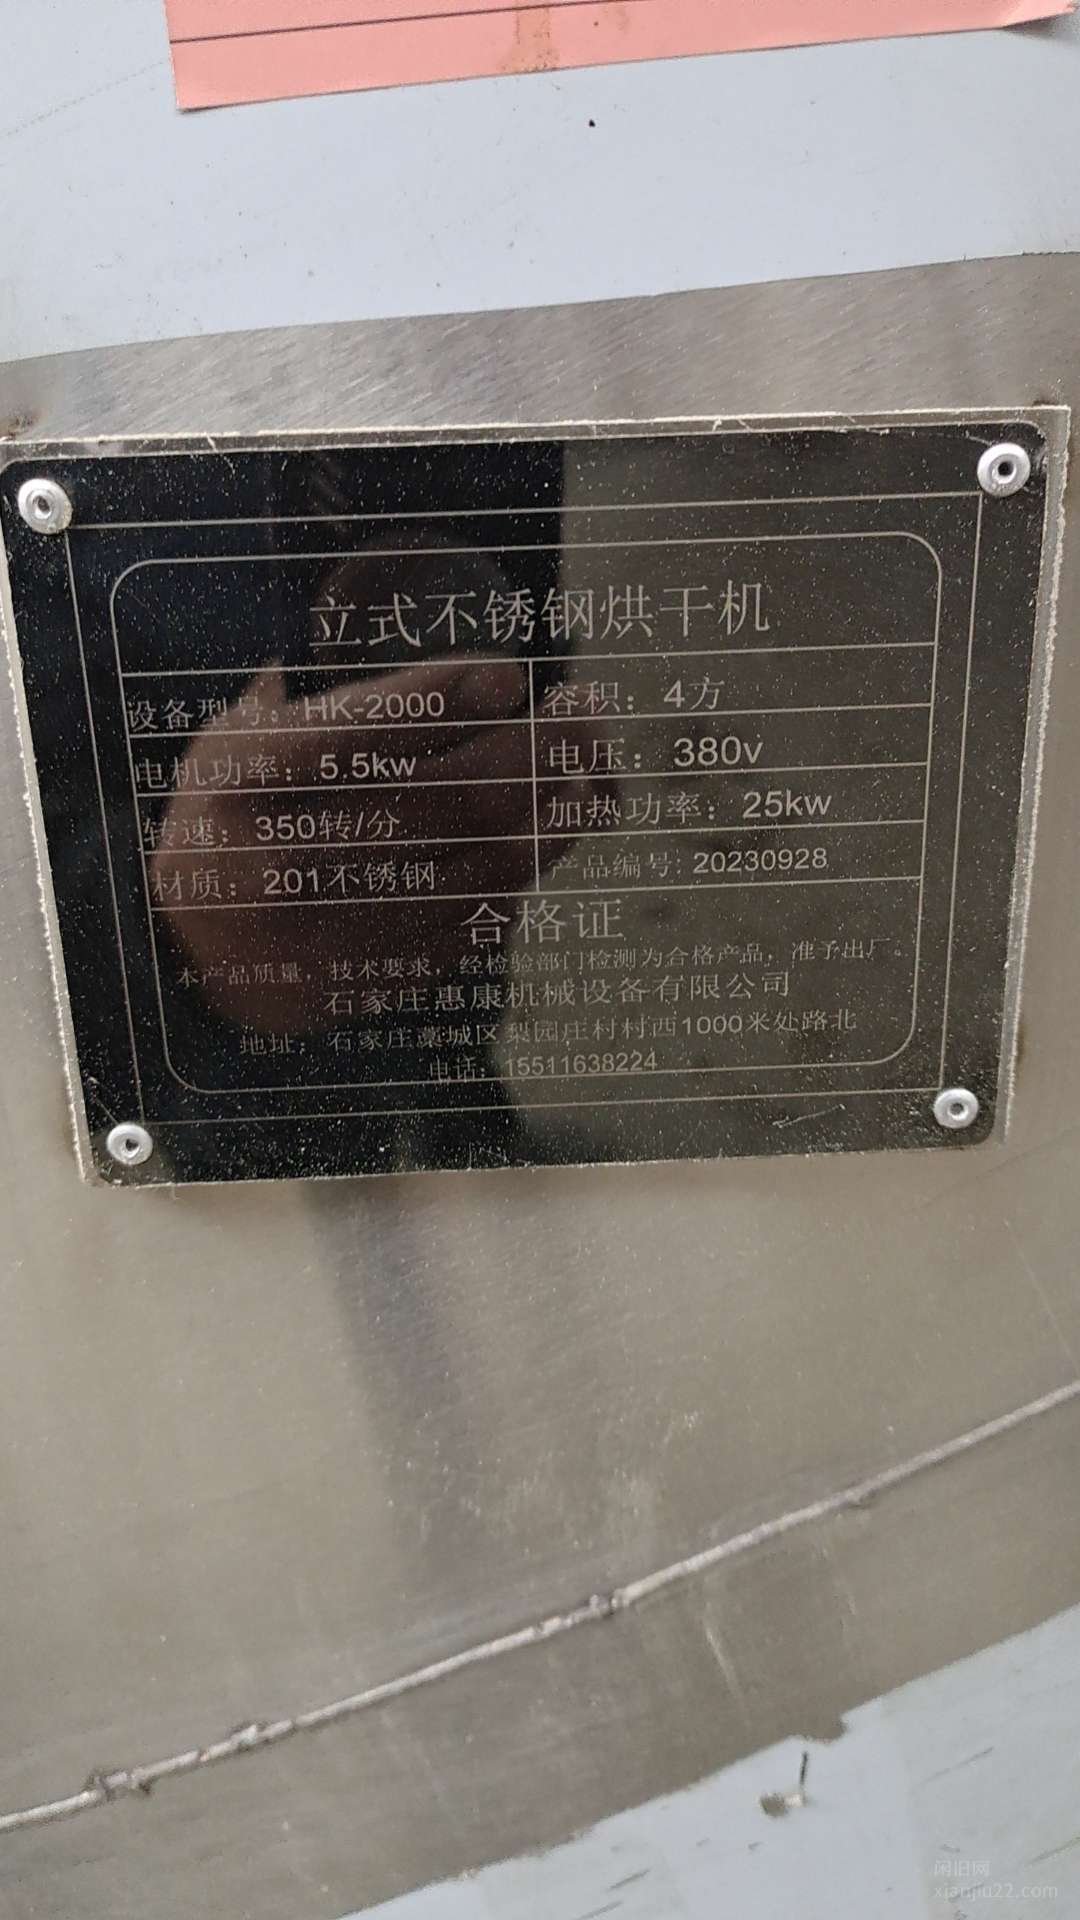 立式不锈钢烘干机
设备型号：HK-2000 容积：4方
电机功率：5.5kw 电压：380v
转速：350转/分 加热功率：25kw
材质：201不锈钢 产品编号：20230928
合格证
本产品质量，技术要求，经检验部门检测为合格产品，准予出厂。
石家庄惠康机械设备有限公司
地址：石家庄藁城区梨园庄村村西1000米处路北
电话：15511638224
闲旧网
xianjiu22.com